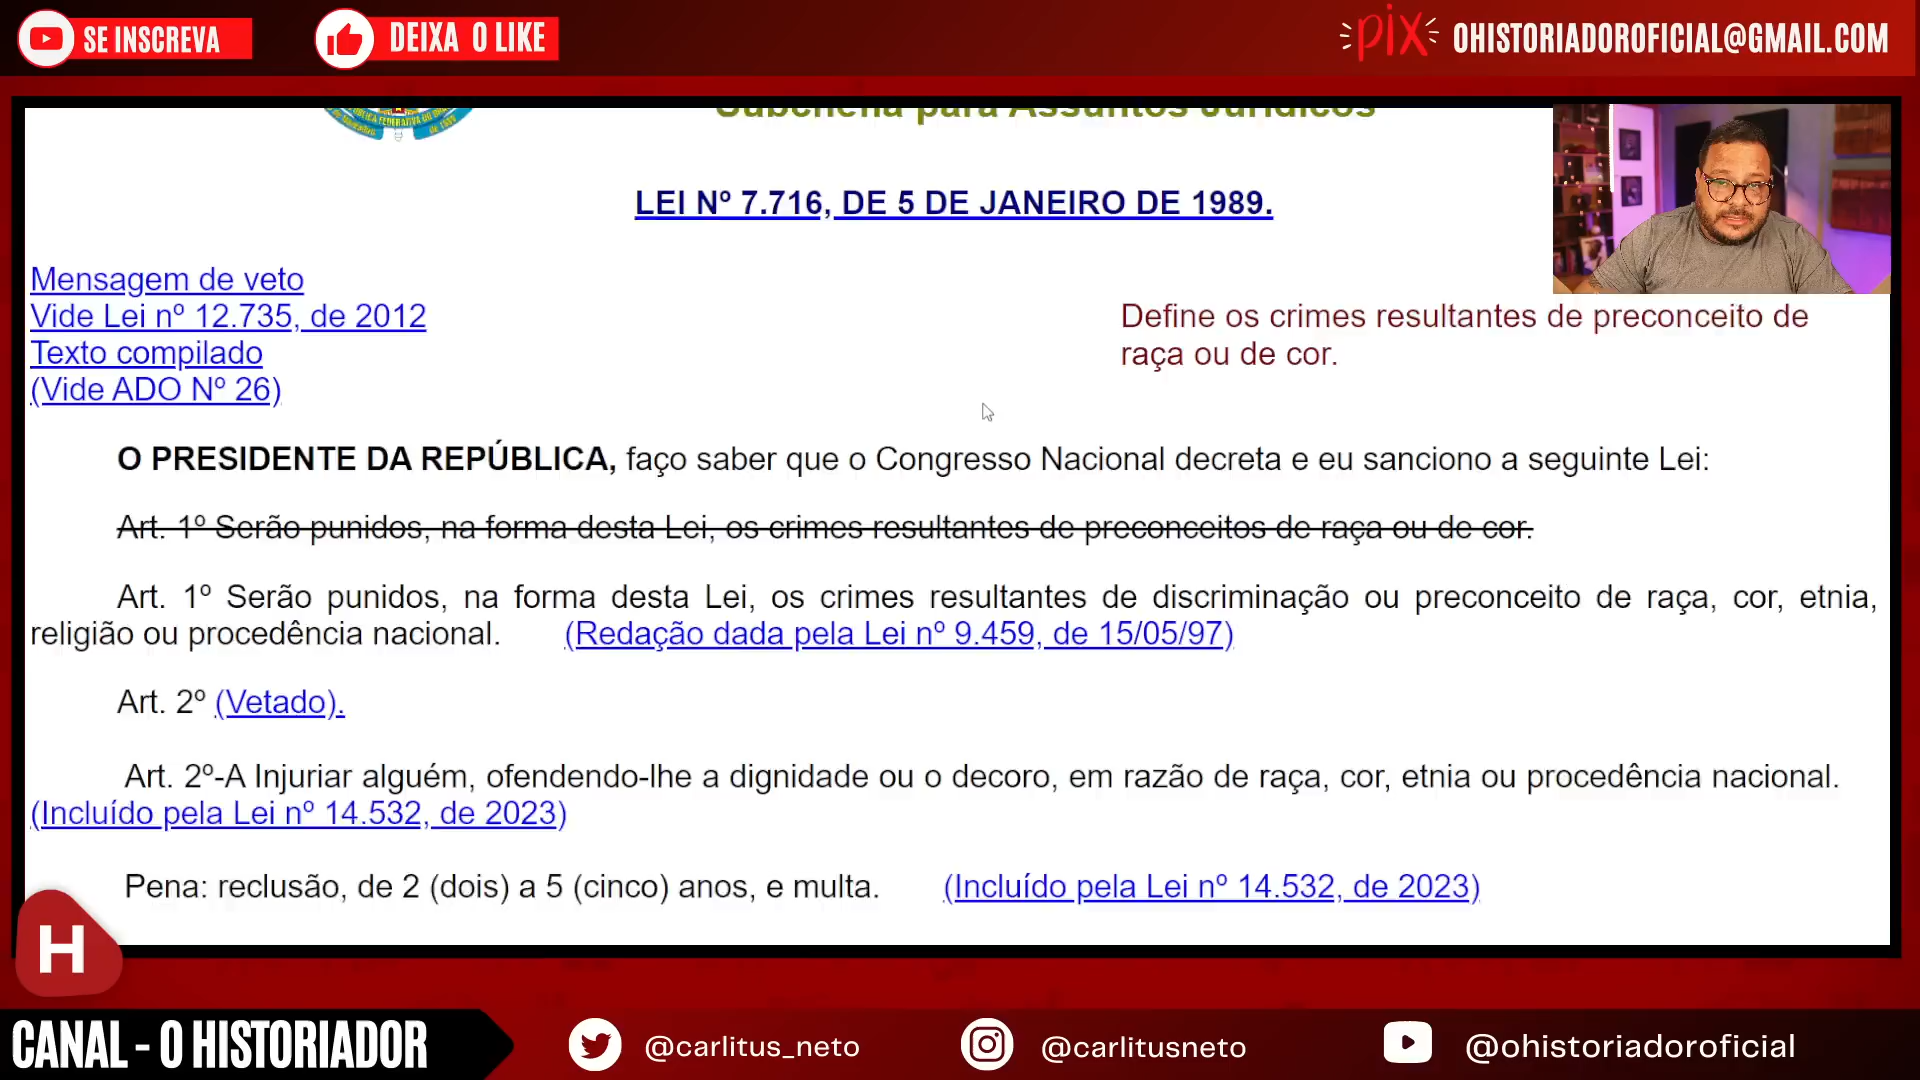 SE INSCREVA
DEIXA O LIKE
PIX
OHISTORIADOROFICIAL@GMAIL.COM
Subchefia para Assuntos Jurídicos
LEI Nº 7.716, DE 5 DE JANEIRO DE 1989.
Mensagem de veto
Vide Lei nº 12.735, de 2012
Texto compilado
(Vide ADO Nº 26)
Define os crimes resultantes de preconceito de
raça ou de cor.
O PRESIDENTE DA REPÚBLICA, faço saber que o Congresso Nacional decreta e eu sanciono a seguinte Lei:
Art. 1º Serão punidos, na forma desta Lei, os crimes resultantes de preconceitos de raça ou de cor.
Art. 1º Serão punidos, na forma desta Lei, os crimes resultantes de discriminação ou preconceito de raça, cor, etnia,
religião ou procedência nacional. (Redação dada pela Lei nº 9.459, de 15/05/97)
Art. 2º (Vetado).
Art. 2º-A Injuriar alguém, ofendendo-lhe a dignidade ou o decoro, em razão de raça, cor, etnia ou procedência nacional.
(Incluído pela Lei nº 14.532, de 2023)
Pena: reclusão, de 2 (dois) a 5 (cinco) anos, e multa. (Incluído pela Lei nº 14.532, de 2023)
H
CANAL - O HISTORIADOR
@carlitus_neto
@carlitusneto
@ohistoriadoroficial